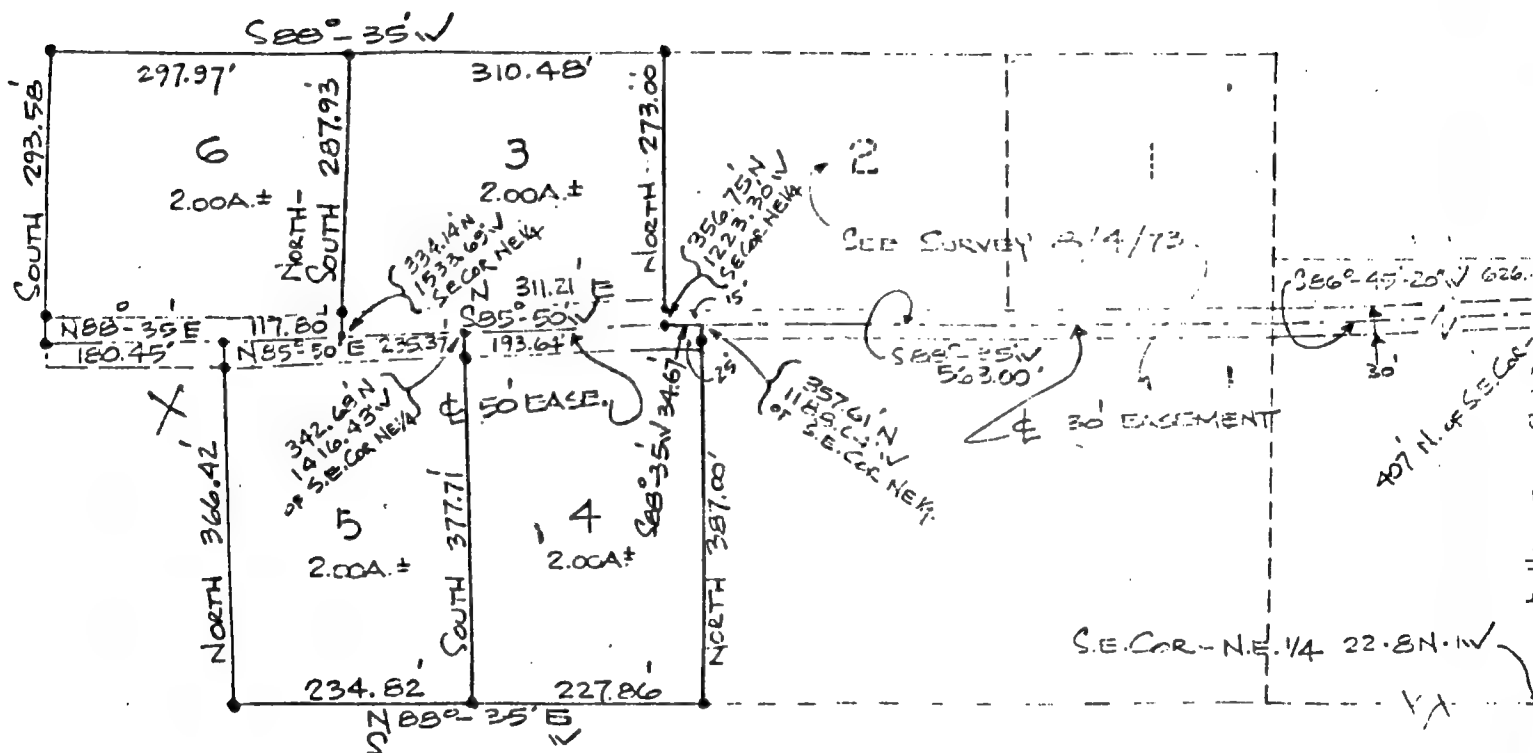 S88°-35'W
297.97'
310.48'
SOUTH 293.58'
6
2.00A.±
NORTH-
SOUTH 287.93'
3
2.00A.±
NORTH 273.00'
2
1
334.14'N
1533.69'W
S.E. COR NE1/4
356.75'N
1223.30'W
SE COR NE1/4
SEE SURVEY
S86°-45'-20"W 626.
N88°-35'E
117.80'
180.45'
N85°50'E 235.37'
311.21'
S85°-50'W
N E
193.64'
15'
25'
S88°-35'W
563.00'
30'
X
342.69'N
1416.43'W
OF S.E. COR NE1/4
℄ 50' EASE.
S88°-35'W 34.67'
357.61'N
OF S.E. COR NE1/4.
℄ 30' EASEMENT
407' N. OF S.E. COR
NORTH 366.42'
5
2.00A.±
SOUTH 377.71'
4
2.00A±
NORTH 387.00'
S.E. COR - N.E. 1/4 22-8N-1W
234.82'
227.86'
N88°-35'E
S W